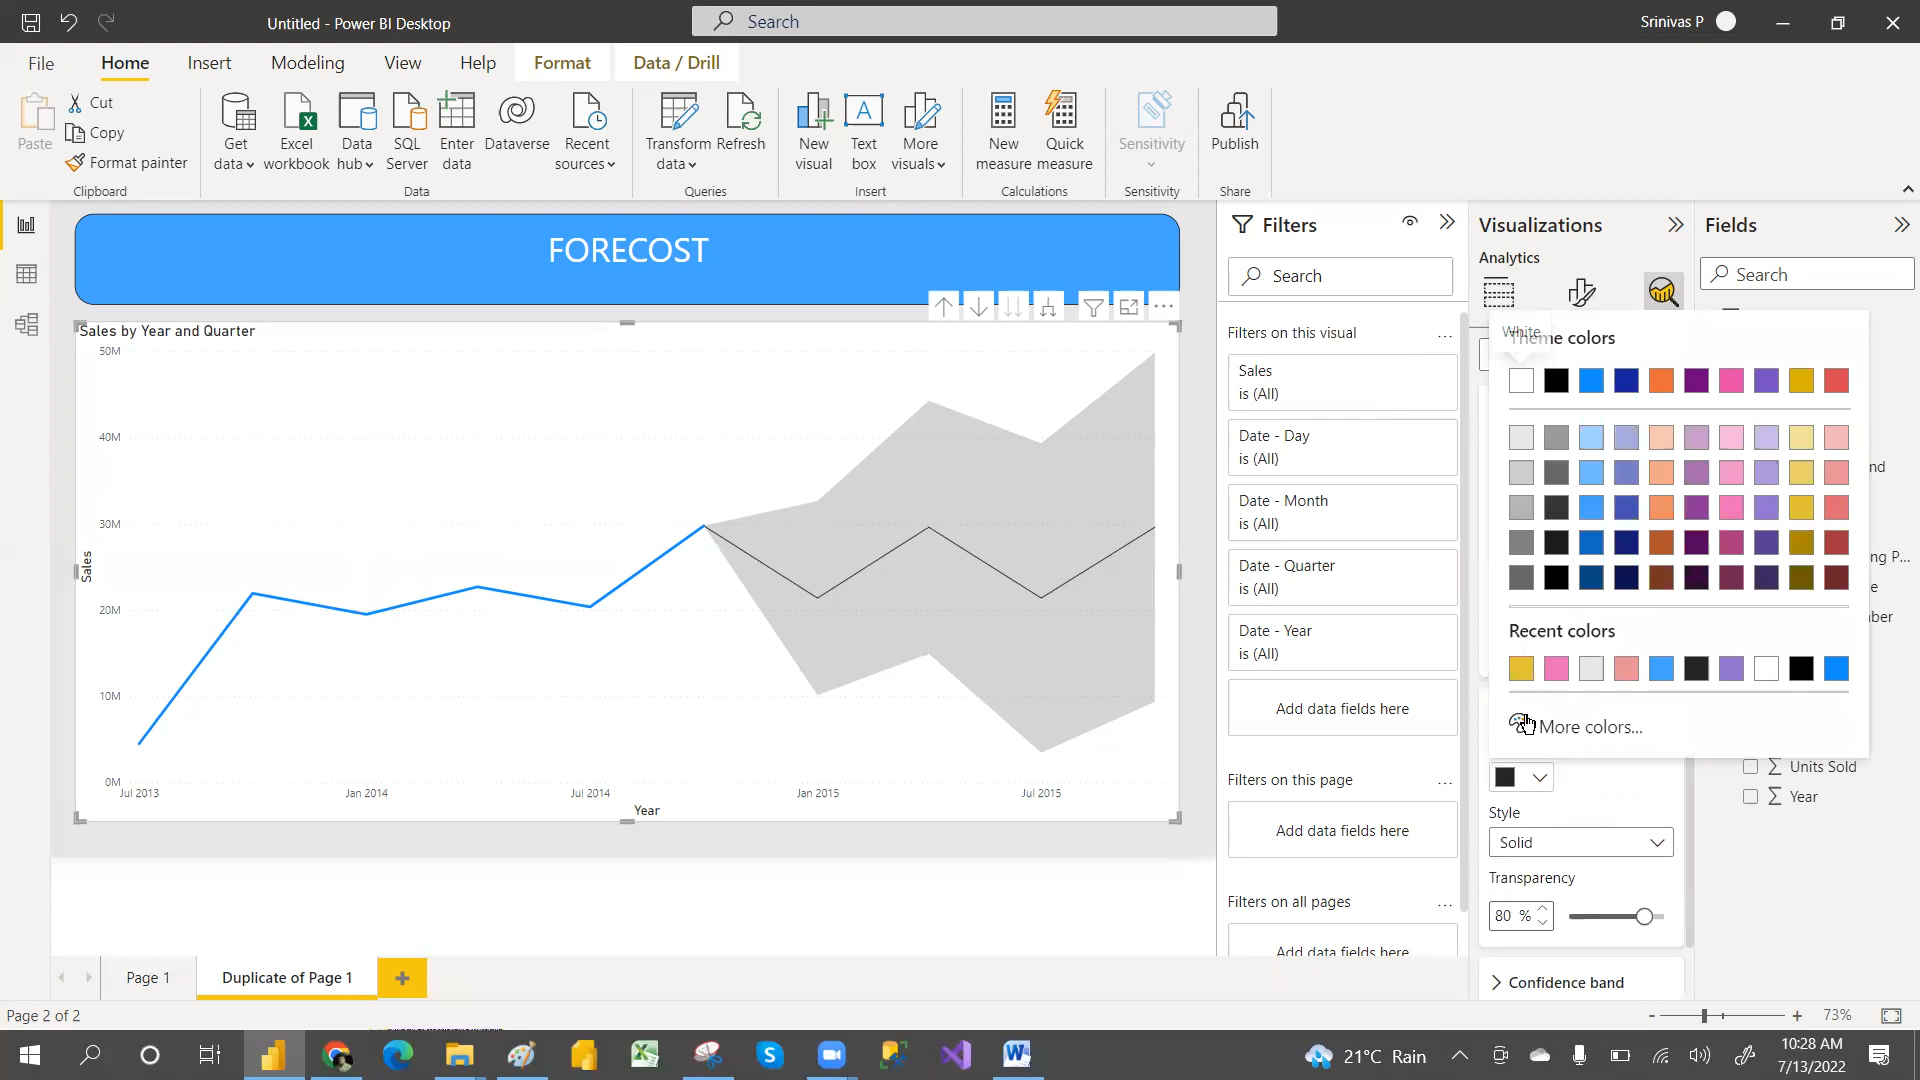 Untitled - Power BI Desktop
Search
Srinivas P
File
Home
Insert
Modeling
View
Help
Format
Data / Drill
Paste
Cut
Copy
Format painter
Clipboard
Get data
Excel workbook
Data hub
SQL Server
Enter data
Dataverse
Recent sources
Data
Transform data
Refresh
Queries
New visual
Text box
More visuals
Insert
New measure
Quick measure
Calculations
Sensitivity
Sensitivity
Publish
Share
FORECOST
Sales by Year and Quarter
50M
40M
30M
20M
10M
0M
Sales
Jul 2013
Jan 2014
Jul 2014
Jan 2015
Jul 2015
Year
Filters
Search
Filters on this visual
...
Sales
is (All)
Date - Day
is (All)
Date - Month
is (All)
Date - Quarter
is (All)
Date - Year
is (All)
Add data fields here
Filters on this page
...
Add data fields here
Filters on all pages
...
Add data fields here
Visualizations
Analytics
White
Theme colors
Recent colors
More colors...
Style
Solid
Transparency
80 %
Confidence band
Fields
Search
nd
ng P...
e
ber
Units Sold
Year
Page 1
Duplicate of Page 1
Page 2 of 2
73%
21°C Rain
10:28 AM
7/13/2022